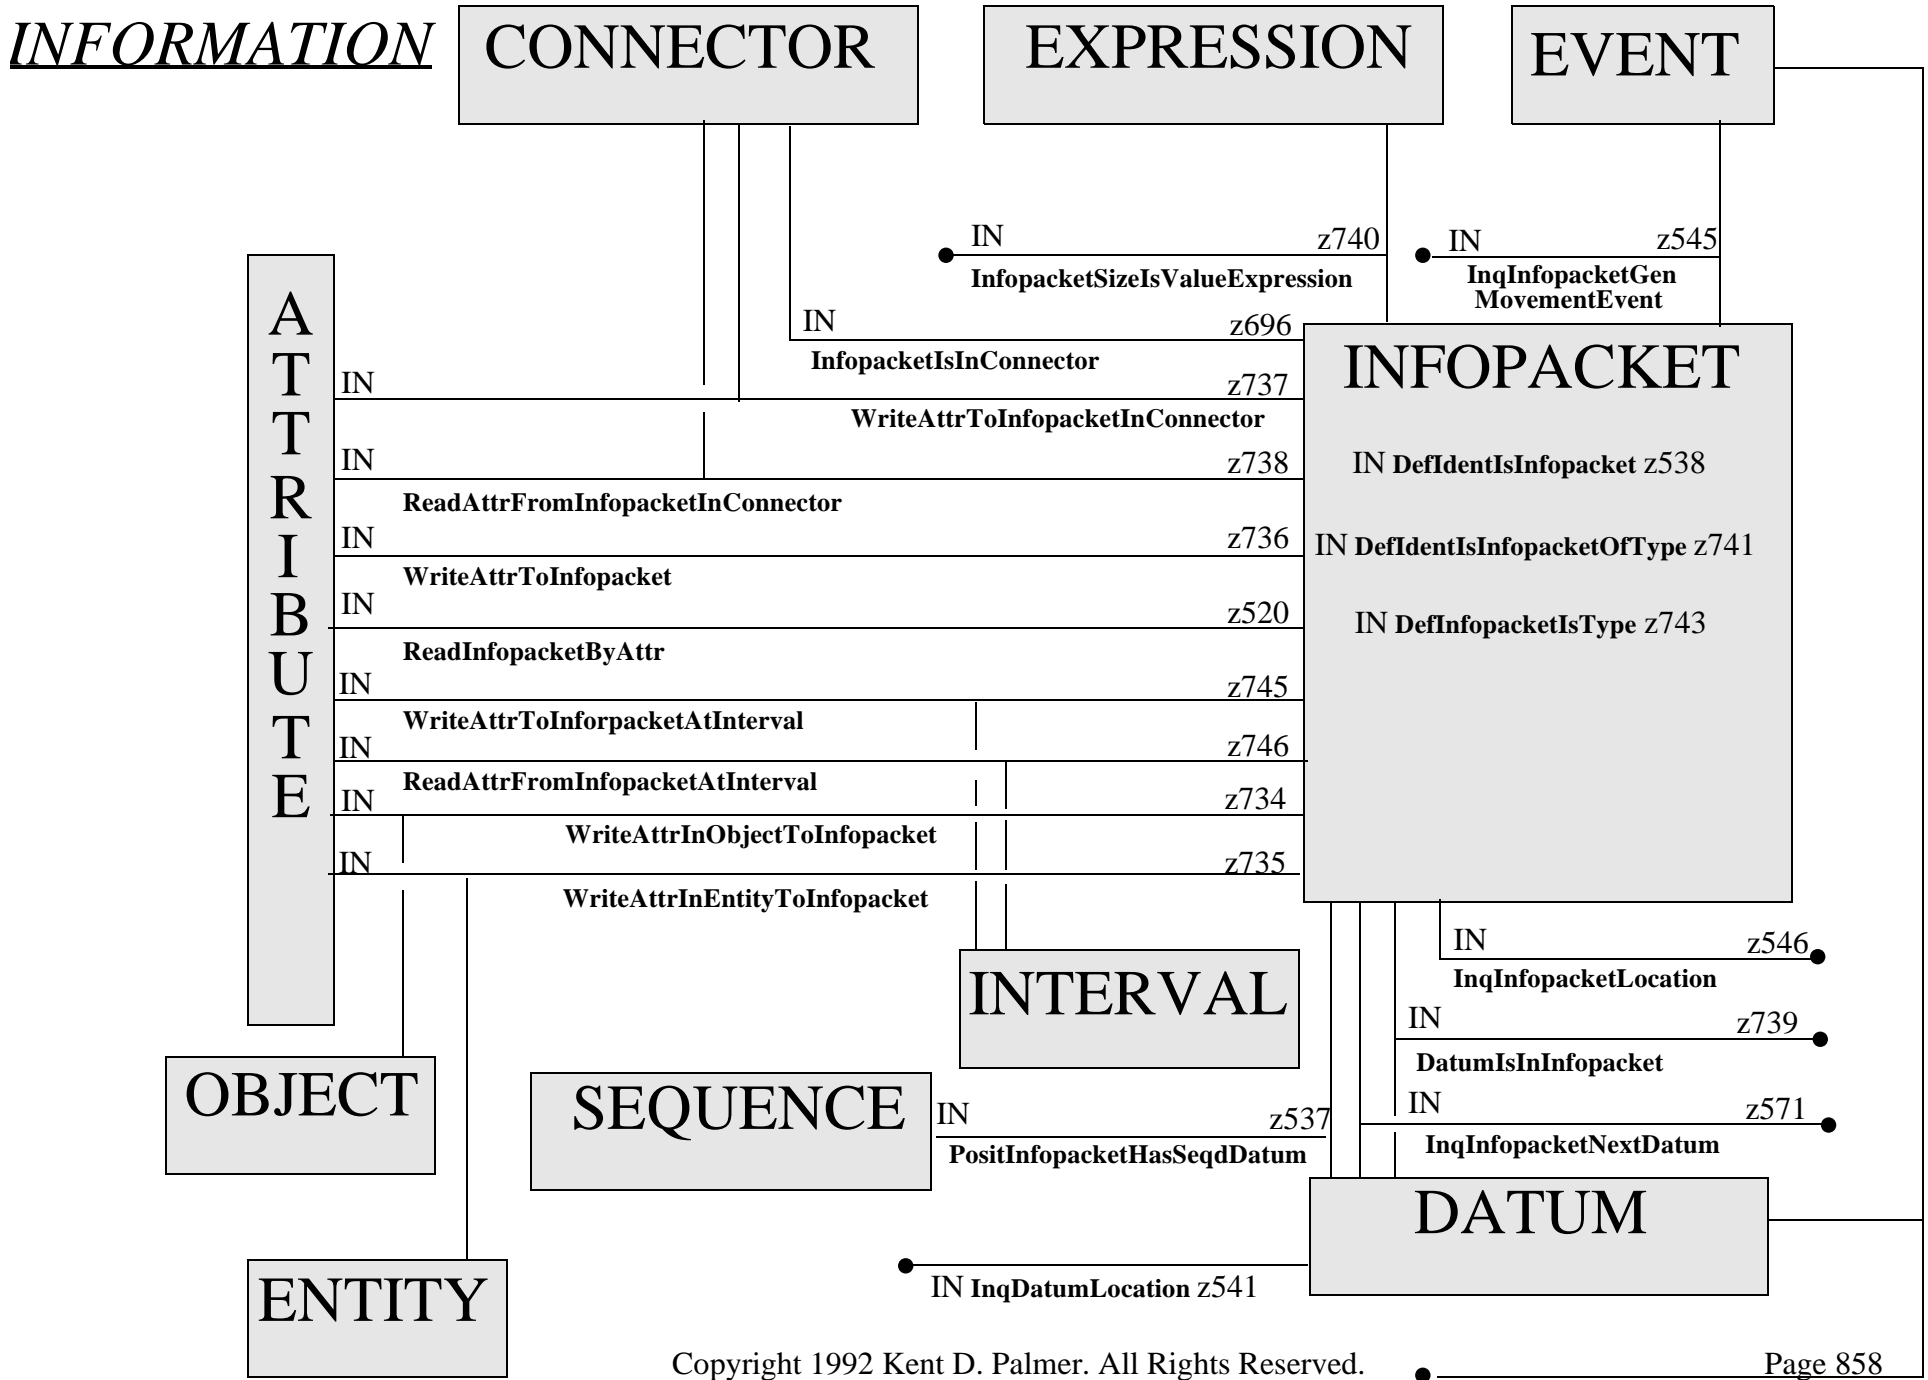 INFORMATION
CONNECTOR
EXPRESSION
EVENT
IN z740
InfopacketSizeIsValueExpression
IN z545
InqInfopacketGen
MovementEvent
ATTRIBUTE
IN z696
InfopacketIsInConnector
INFOPACKET
IN z737
WriteAttrToInfopacketInConnector
IN z738
ReadAttrFromInfopacketInConnector
IN DefIdentIsInfopacket z538
IN z736
WriteAttrToInfopacket
IN DefIdentIsInfopacketOfType z741
IN z520
ReadInfopacketByAttr
IN DefInfopacketIsType z743
IN z745
WriteAttrToInforpacketAtInterval
IN z746
ReadAttrFromInfopacketAtInterval
IN z734
WriteAttrInObjectToInfopacket
IN z735
WriteAttrInEntityToInfopacket
IN z546
InqInfopacketLocation
INTERVAL
IN z739
DatumIsInInfopacket
OBJECT
SEQUENCE
IN z537
PositInfopacketHasSeqdDatum
IN z571
InqInfopacketNextDatum
DATUM
ENTITY
IN InqDatumLocation z541
Copyright 1992 Kent D. Palmer. All Rights Reserved.
Page 858